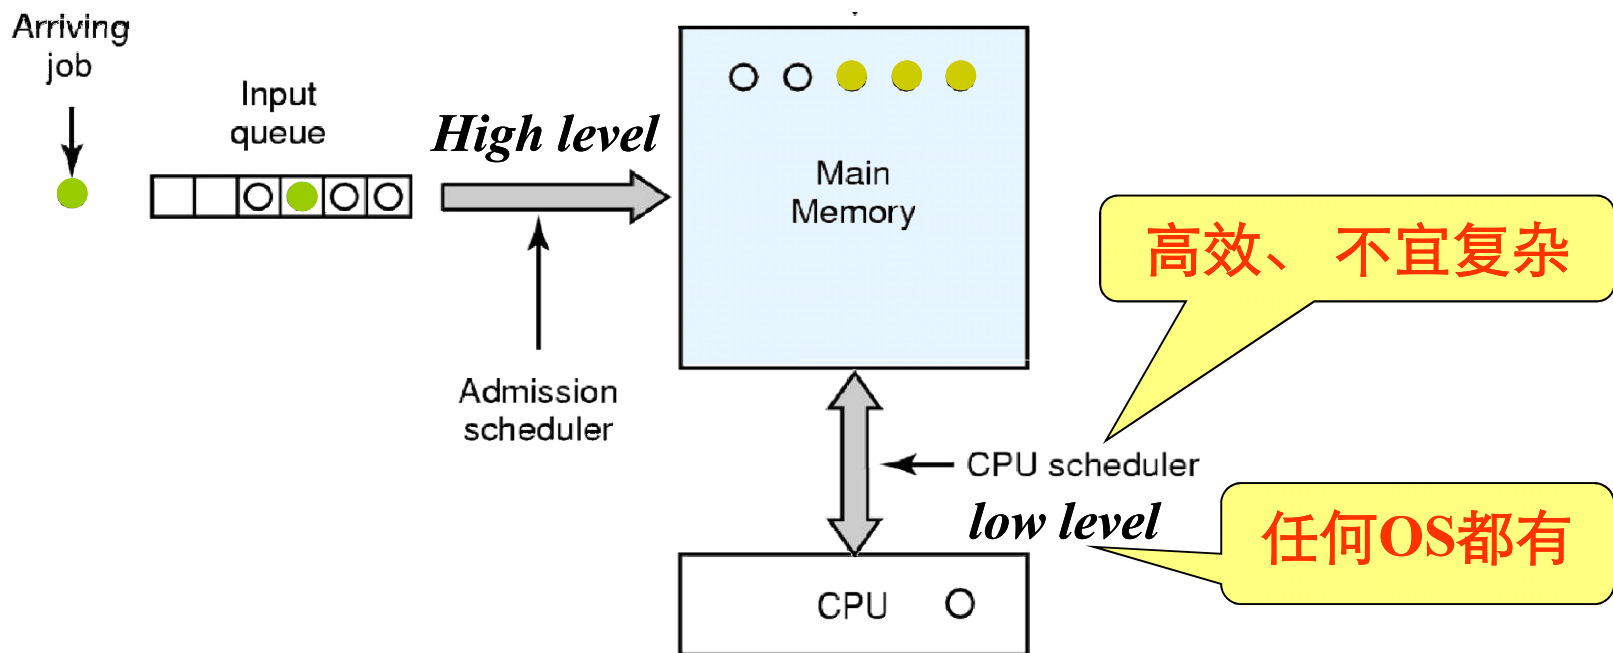 Arriving
job
Input
queue
High level
Main
Memory
高效、 不宜复杂
Admission
scheduler
CPU scheduler
low level
任何OS都有
CPU